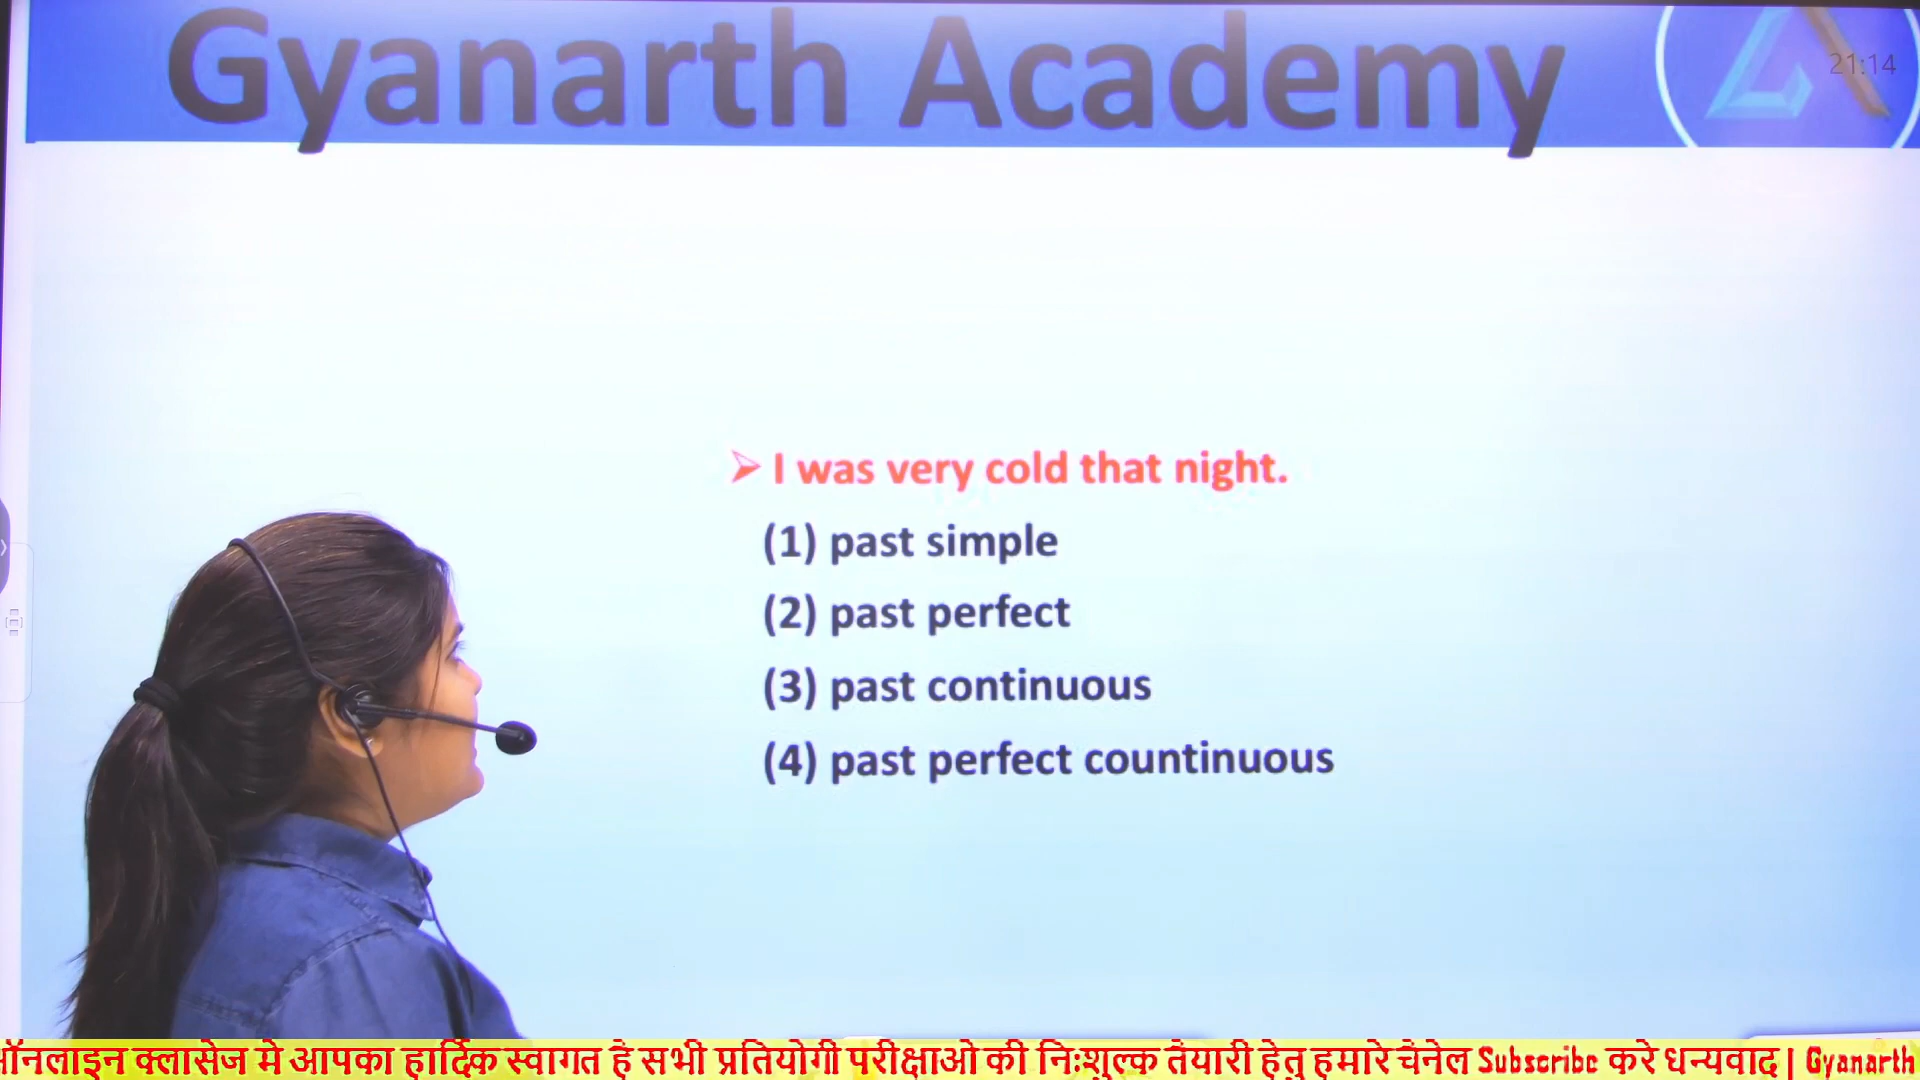 Gyanarth Academy
21:14
➢ I was very cold that night.
(1) past simple
(2) past perfect
(3) past continuous
(4) past perfect countinuous
ऑनलाइन क्लासेज मे आपका हार्दिक स्वागत है सभी प्रतियोगी परीक्षाओ की निःशुल्क तैयारी हेतु हमारे चैनेल Subscribe करे धन्यवाद | Gyanarth